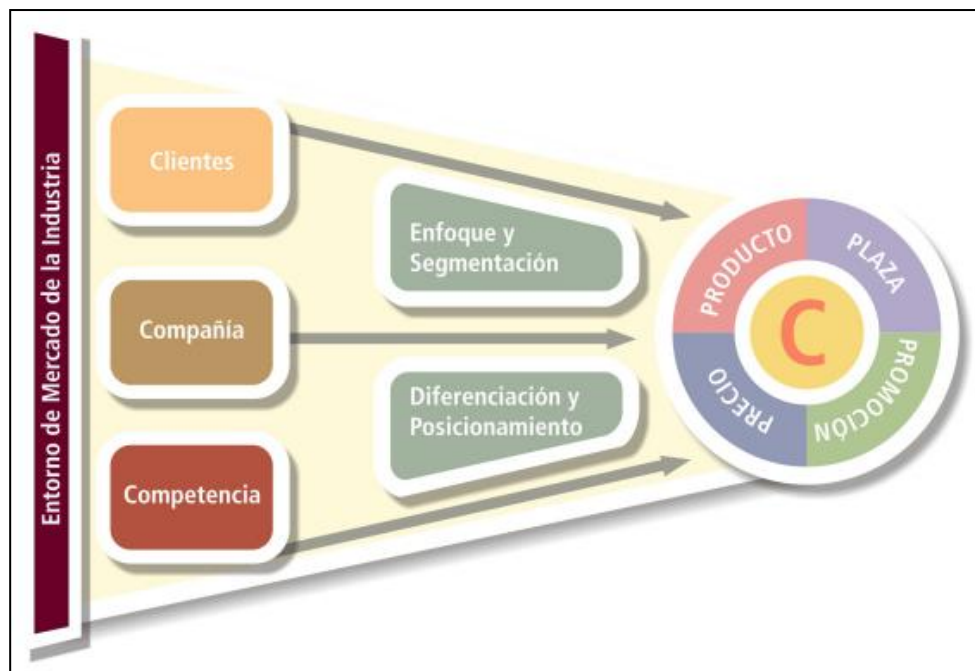 Entorno de Mercado de la Industria
Clientes
Compañía
Competencia
Enfoque y
Segmentación
Diferenciación y
Posicionamiento
PRODUCTO
PLAZA
PRECIO
PROMOCIÓN
C